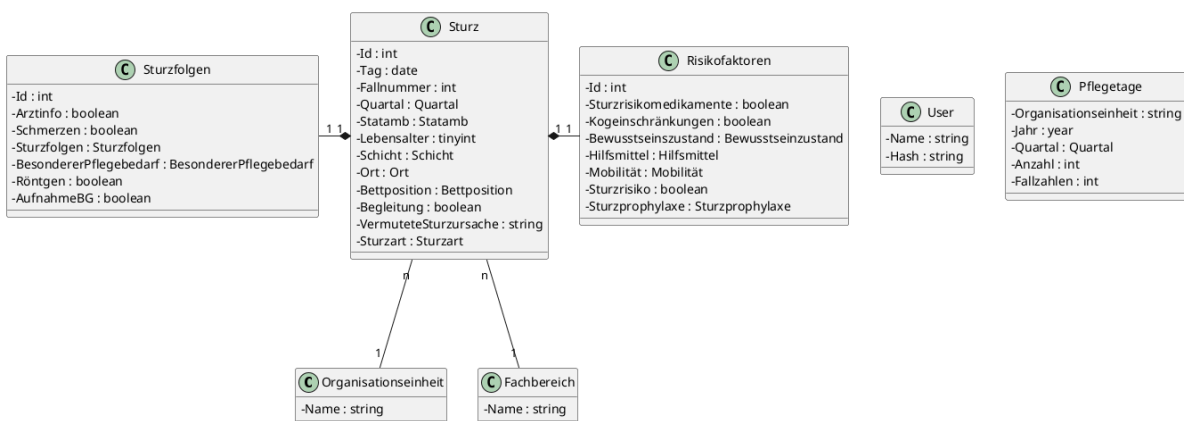 C Sturzfolgen
-Id : int
-Arztinfo : boolean
-Schmerzen : boolean
-Sturzfolgen : Sturzfolgen
-BesondererPflegebedarf : BesondererPflegebedarf
-Röntgen : boolean
-AufnahmeBG : boolean
1 1
C Sturz
-Id : int
-Tag : date
-Fallnummer : int
-Quartal : Quartal
-Statamb : Statamb
-Lebensalter : tinyint
-Schicht : Schicht
-Ort : Ort
-Bettposition : Bettposition
-Begleitung : boolean
-VermuteteSturzursache : string
-Sturzart : Sturzart
1 1
C Risikofaktoren
-Id : int
-Sturzrisikomedikamente : boolean
-Kogeinschränkungen : boolean
-Bewusstseinszustand : Bewusstseinzustand
-Hilfsmittel : Hilfsmittel
-Mobilität : Mobilität
-Sturzrisiko : boolean
-Sturzprophylaxe : Sturzprophylaxe
C User
-Name : string
-Hash : string
C Pflegetage
-Organisationseinheit : string
-Jahr : year
-Quartal : Quartal
-Anzahl : int
-Fallzahlen : int
n
n
1
1
C Organisationseinheit
-Name : string
C Fachbereich
-Name : string